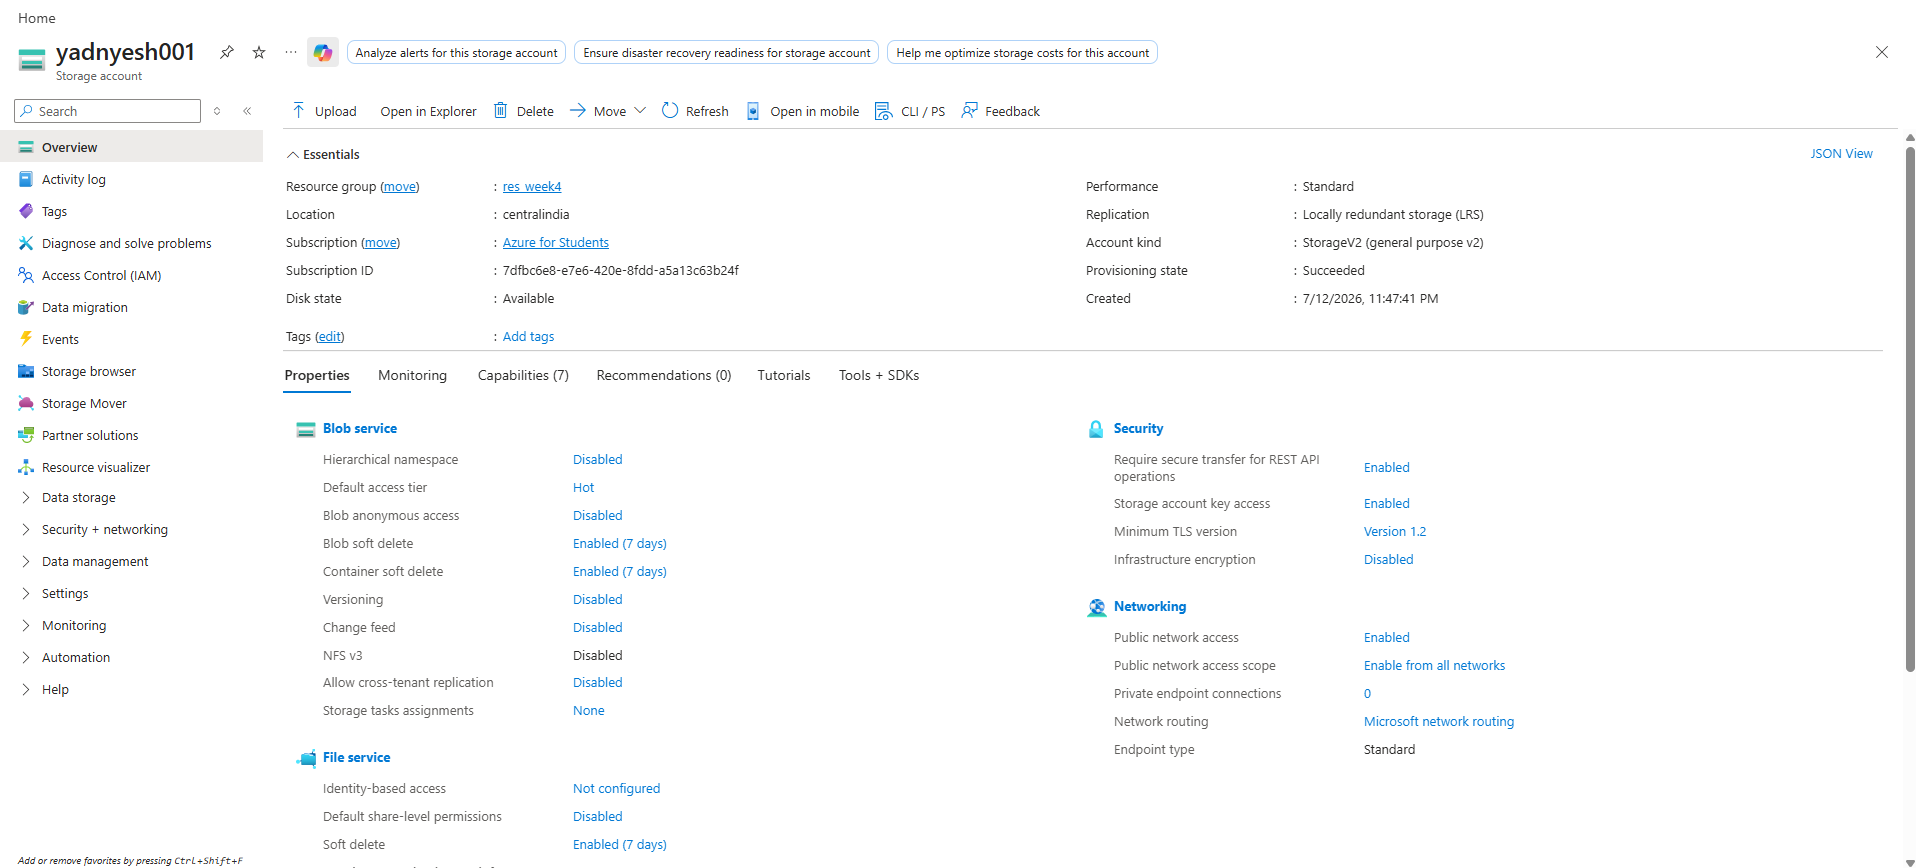 Home
yadnyesh001
Storage account
Analyze alerts for this storage account
Ensure disaster recovery readiness for storage account
Help me optimize storage costs for this account
Search
Upload
Open in Explorer
Delete
Move
Refresh
Open in mobile
CLI / PS
Feedback
Overview
Activity log
Tags
Diagnose and solve problems
Access Control (IAM)
Data migration
Events
Storage browser
Storage Mover
Partner solutions
Resource visualizer
Data storage
Security + networking
Data management
Settings
Monitoring
Automation
Help
Add or remove favorites by pressing Ctrl+Shift+F
Essentials
JSON View
Resource group (move) : res_week4
Location : centralindia
Subscription (move) : Azure for Students
Subscription ID : 7dfbc6e8-e7e6-420e-8fdd-a5a13c63b24f
Disk state : Available
Performance : Standard
Replication : Locally redundant storage (LRS)
Account kind : StorageV2 (general purpose v2)
Provisioning state : Succeeded
Created : 7/12/2026, 11:47:41 PM
Tags (edit) : Add tags
Properties
Monitoring
Capabilities (7)
Recommendations (0)
Tutorials
Tools + SDKs
Blob service
Hierarchical namespace Disabled
Default access tier Hot
Blob anonymous access Disabled
Blob soft delete Enabled (7 days)
Container soft delete Enabled (7 days)
Versioning Disabled
Change feed Disabled
NFS v3 Disabled
Allow cross-tenant replication Disabled
Storage tasks assignments None
File service
Identity-based access Not configured
Default share-level permissions Disabled
Soft delete Enabled (7 days)
Security
Require secure transfer for REST API
operations Enabled
Storage account key access Enabled
Minimum TLS version Version 1.2
Infrastructure encryption Disabled
Networking
Public network access Enabled
Public network access scope Enable from all networks
Private endpoint connections 0
Network routing Microsoft network routing
Endpoint type Standard